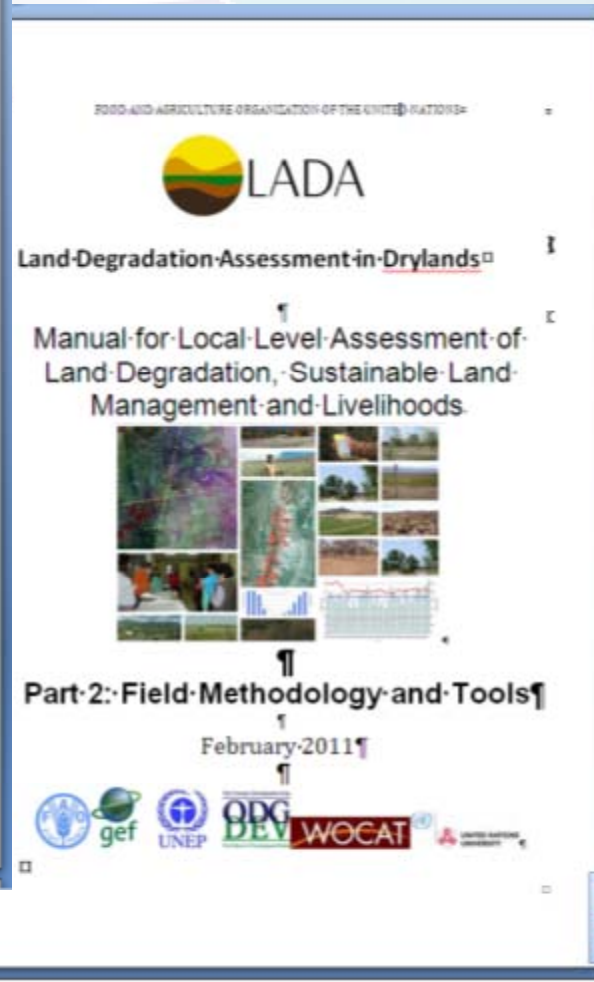 FOOD·AND·AGRICULTURE·ORGANIZATION·OF·THE·UNITED·NATIONS¤
LADA
Land·Degradation·Assessment·in·Drylands¤
¶
Manual·for·Local·Level·Assessment·of·
Land·Degradation,·Sustainable·Land·
Management·and·Livelihoods
¶
Part·2:·Field·Methodology·and·Tools¶
¶
February·2011¶
¶
gef
UNEP
ODG
DEV
WOCAT
UNITED NATIONS
UNIVERSITY ¶